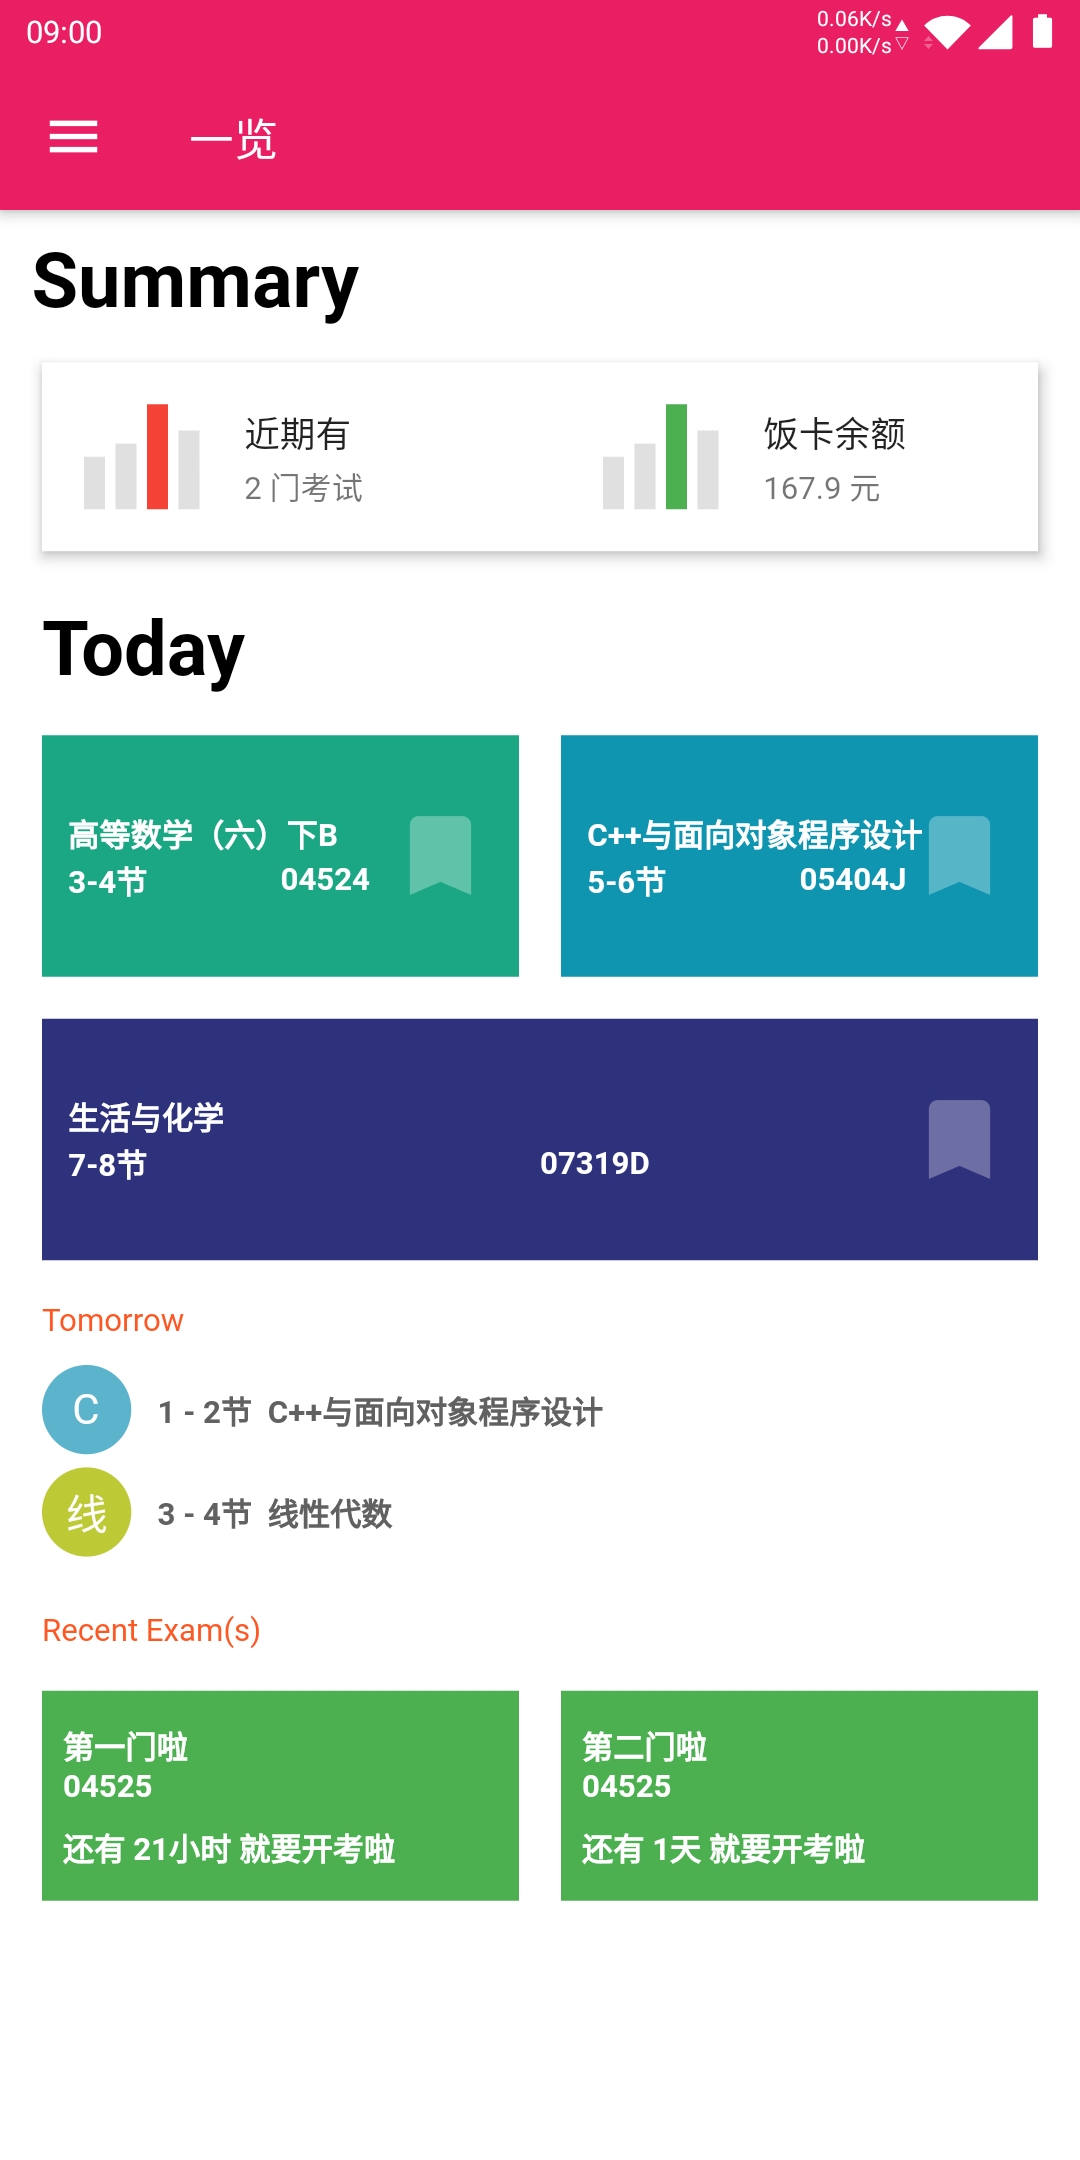 09:00
0.06K/s
0.00K/s
一览
Summary
近期有
2 门考试
饭卡余额
167.9 元
Today
高等数学（六）下B
3-4节 04524
C++与面向对象程序设计
5-6节 05404J
生活与化学
7-8节 07319D
Tomorrow
C 1 - 2节 C++与面向对象程序设计
线 3 - 4节 线性代数
Recent Exam(s)
第一门啦
04525
还有 21小时 就要开考啦
第二门啦
04525
还有 1天 就要开考啦